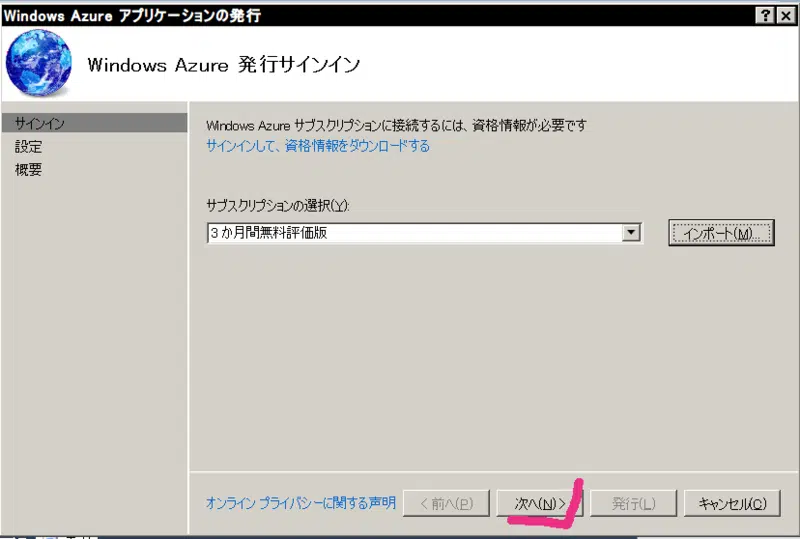 Windows Azure アプリケーションの発行
Windows Azure 発行サインイン
サインイン
設定
概要
Windows Azure サブスクリプションに接続するには、資格情報が必要です
サインインして、資格情報をダウンロードする
サブスクリプションの選択(Y):
3 か月間無料評価版
インポート(M)...
オンライン プライバシーに関する声明
< 前へ(P)
次へ(N) >
発行(L)
キャンセル(C)